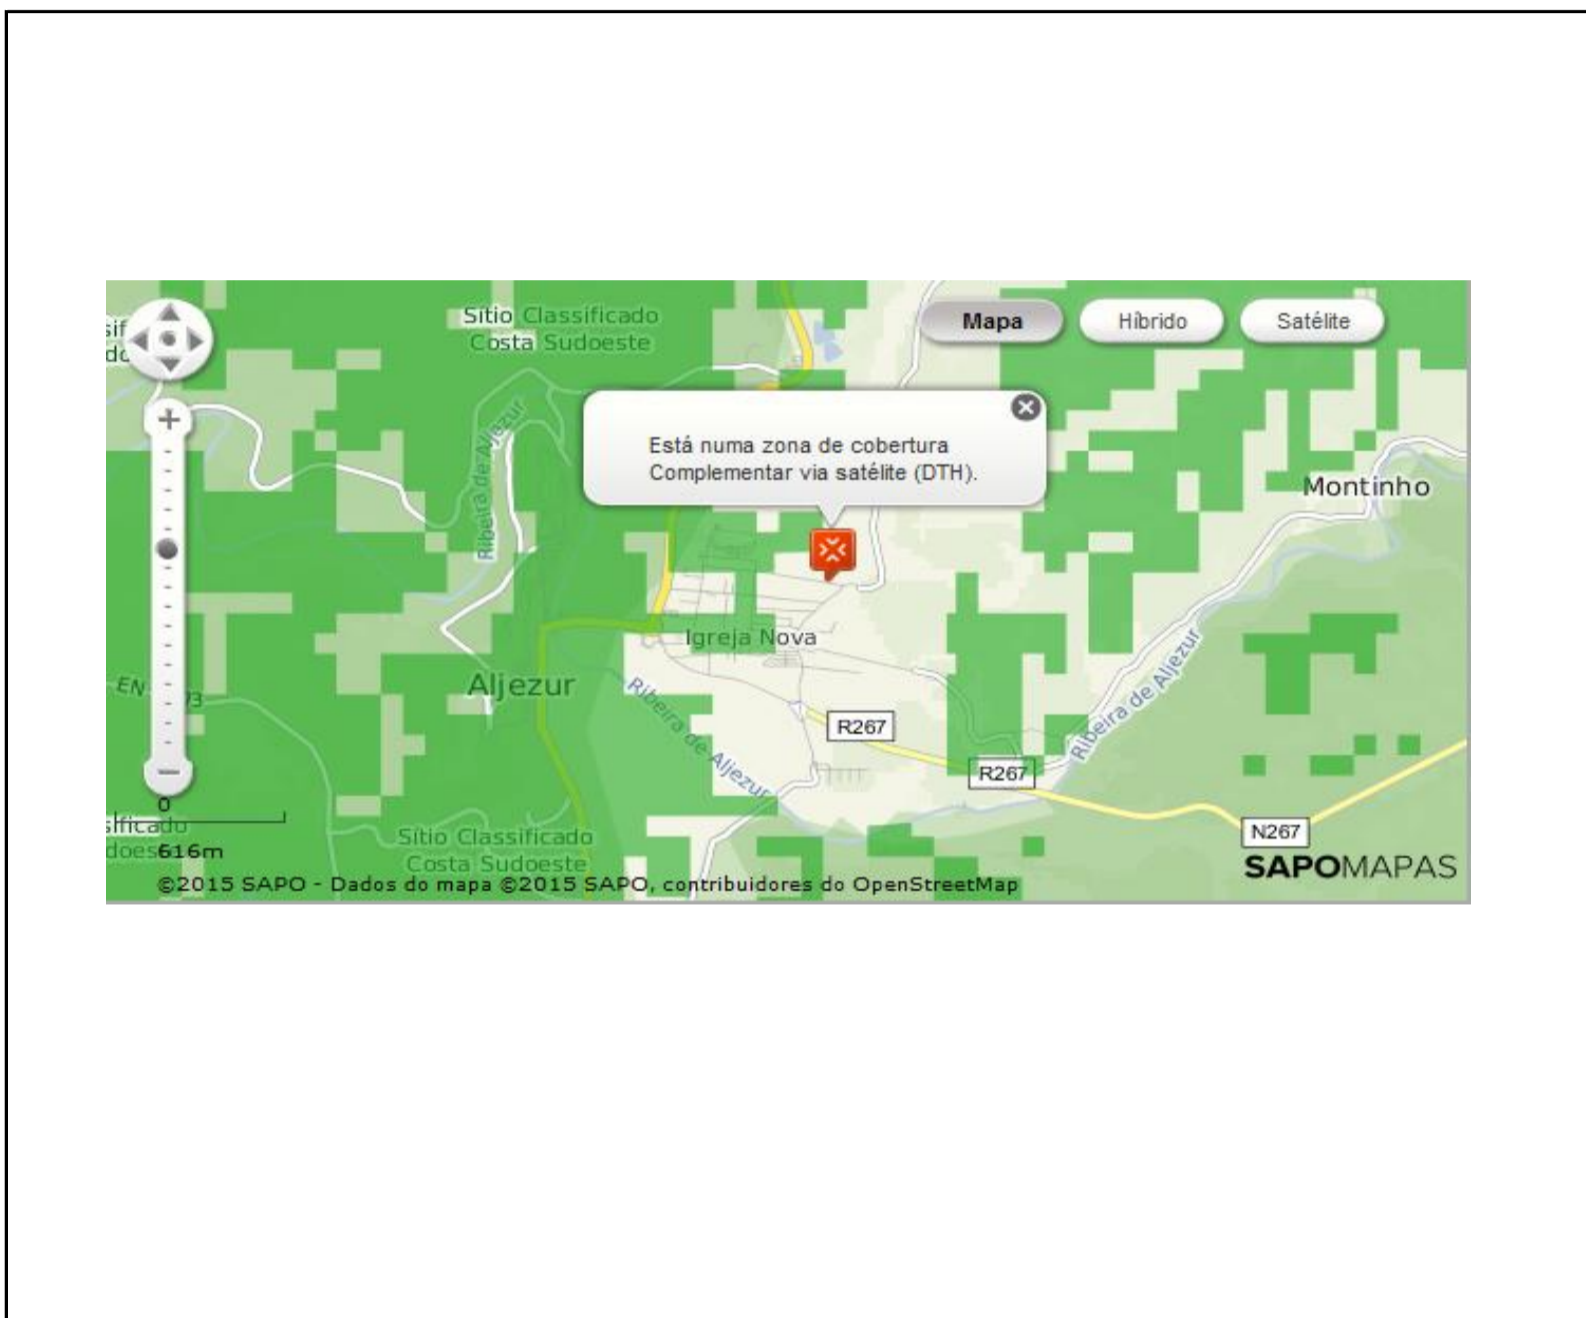 Sítio Classificado
Costa Sudoeste
Mapa
Híbrido
Satélite
Está numa zona de cobertura
Complementar via satélite (DTH).
Ribeira de Aljezur
Montinho
Igreja Nova
Aljezur
EN
Ribeira de Aljezur
Ribeira de Aljezur
R267
R267
N267
0
616m
Sítio Classificado
Costa Sudoeste
SAPOMAPAS
©2015 SAPO - Dados do mapa ©2015 SAPO, contribuidores do OpenStreetMap